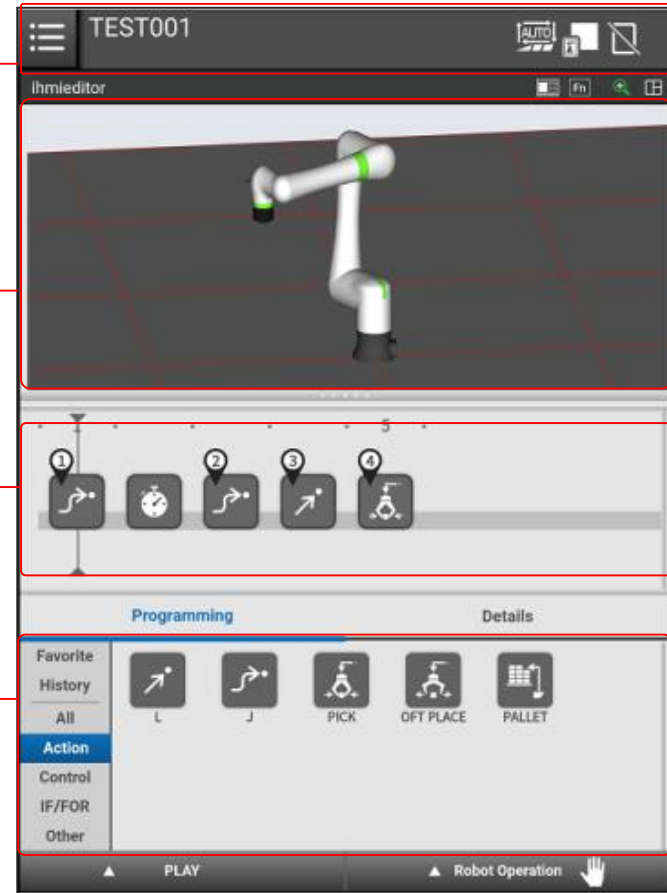 TEST001
AUTO
ihmieditor
Fn
1 5
1 2 3 4
Programming Details
Favorite
History
All
Action
Control
IF/FOR
Other
L J PICK OFT PLACE PALLET
PLAY Robot Operation